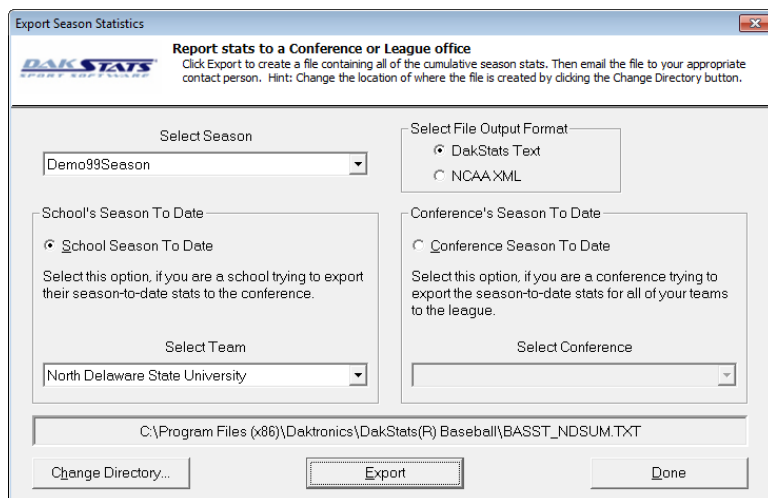 Export Season Statistics
DAKSTATS
SPORT SOFTWARE
Report stats to a Conference or League office
Click Export to create a file containing all of the cumulative season stats. Then email the file to your appropriate
contact person. Hint: Change the location of where the file is created by clicking the Change Directory button.
Select Season
Demo99Season
Select File Output Format
DakStats Text
NCAA XML
School's Season To Date
School Season To Date
Select this option, if you are a school trying to export
their season-to-date stats to the conference.
Select Team
North Delaware State University
Conference's Season To Date
Conference Season To Date
Select this option, if you are a conference trying to
export the season-to-date stats for all of your teams
to the league.
Select Conference
C:\Program Files (x86)\Daktronics\DakStats(R) Baseball\BASST_NDSUM.TXT
Change Directory...
Export
Done